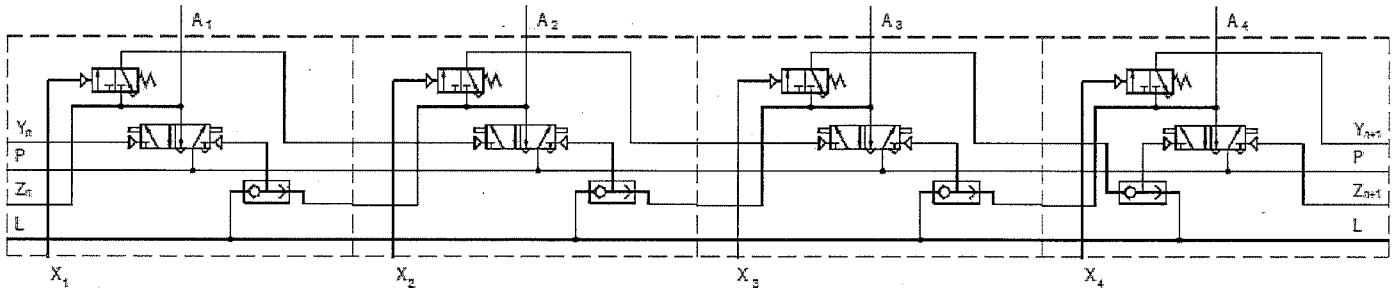 A₁ A₂ A₃ A₄
Yₙ Yₙ₊₁
P P
Zₙ Zₙ₊₁
L L
X₁ X₂ X₃ X₄